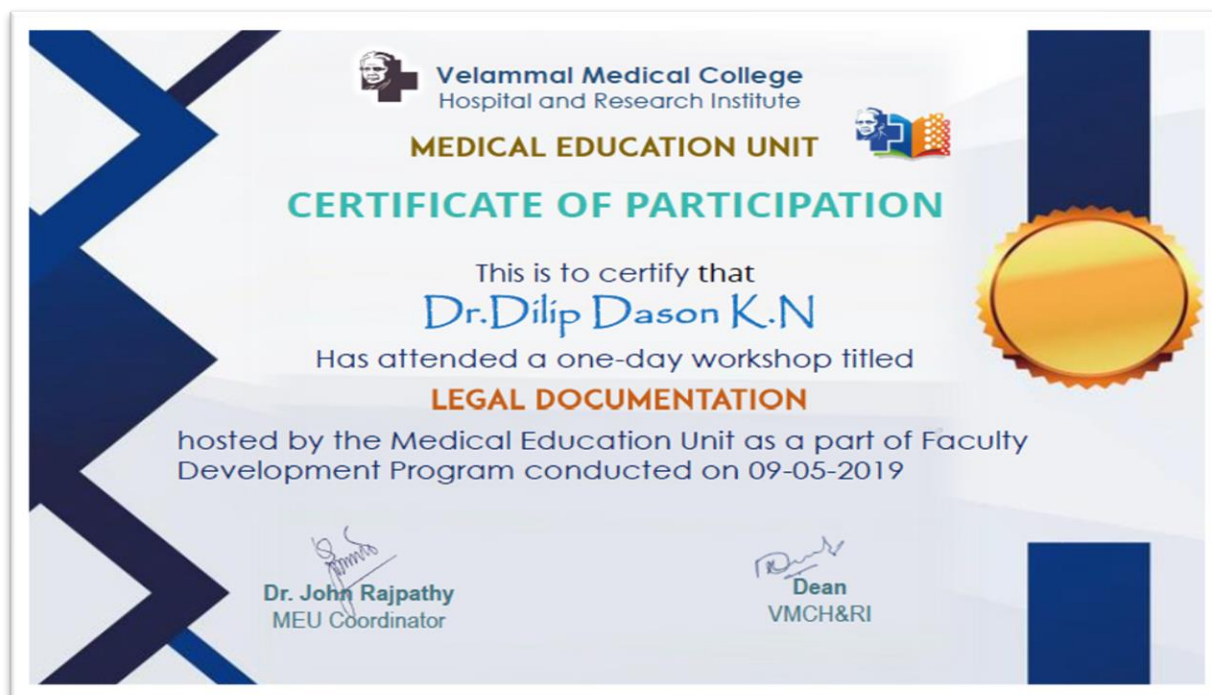 Velammal Medical College
Hospital and Research Institute
MEDICAL EDUCATION UNIT
CERTIFICATE OF PARTICIPATION
This is to certify that
Dr.Dilip Dason K.N
Has attended a one-day workshop titled
LEGAL DOCUMENTATION
hosted by the Medical Education Unit as a part of Faculty
Development Program conducted on 09-05-2019
Dr. John Rajpathy
MEU Coordinator
Dean
VMCH&RI